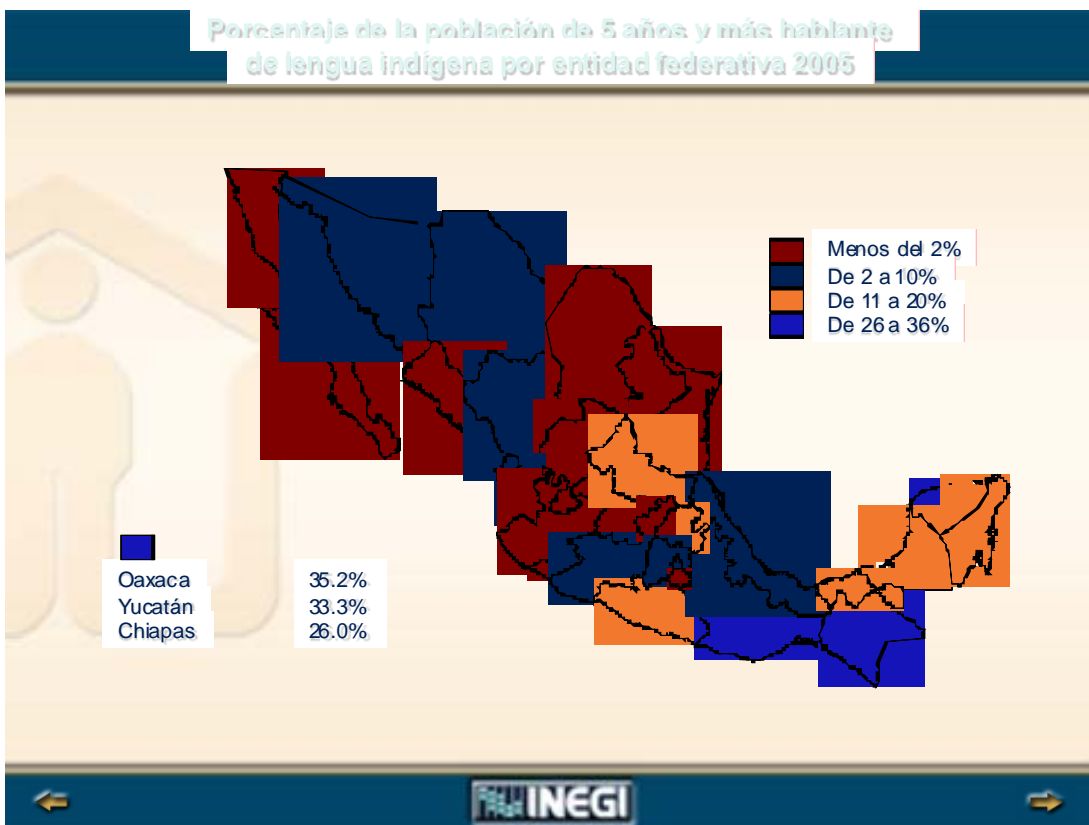 Porcentaje de la población de 5 años y más hablante
de lengua indígena por entidad federativa 2005
Menos del 2%
De 2 a 10%
De 11 a 20%
De 26 a 36%
Oaxaca 35.2%
Yucatán 33.3%
Chiapas 26.0%
INEGI